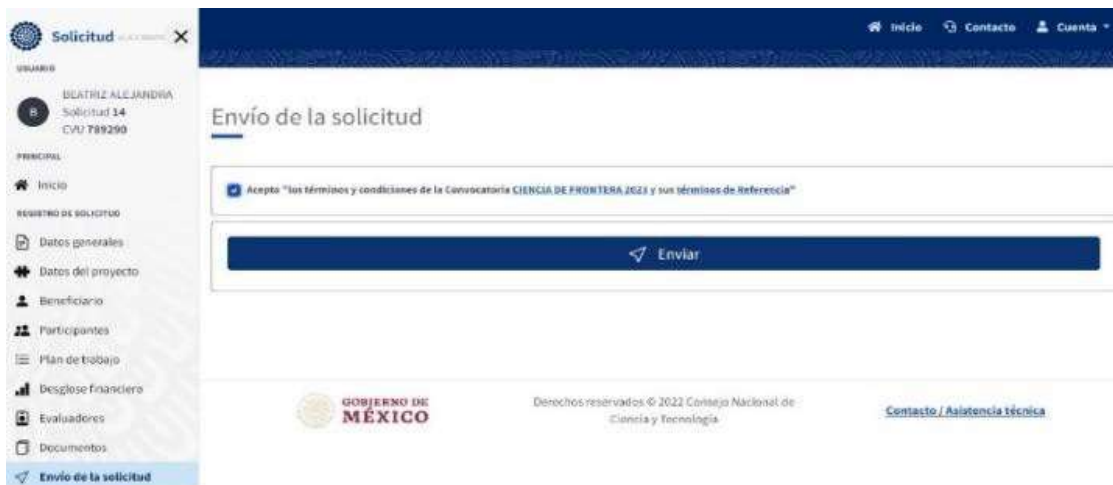 Solicitud
Inicio
Contacto
Cuenta
USUARIO
B
BEATRIZ ALEJANDRA
Solicitud 14
CVU 789290
PRINCIPAL
Inicio
REGISTRO DE SOLICITUD
Datos generales
Datos del proyecto
Beneficiario
Participantes
Plan de trabajo
Desglose financiero
Evaluadores
Documentos
Envío de la solicitud
Envío de la solicitud
Acepto "los términos y condiciones de la Convocatoria CIENCIA DE FRONTERA 2023 y sus términos de Referencia"
Enviar
GOBIERNO DE
MÉXICO
Derechos reservados © 2022 Consejo Nacional de
Ciencia y Tecnología
Contacto / Asistencia técnica